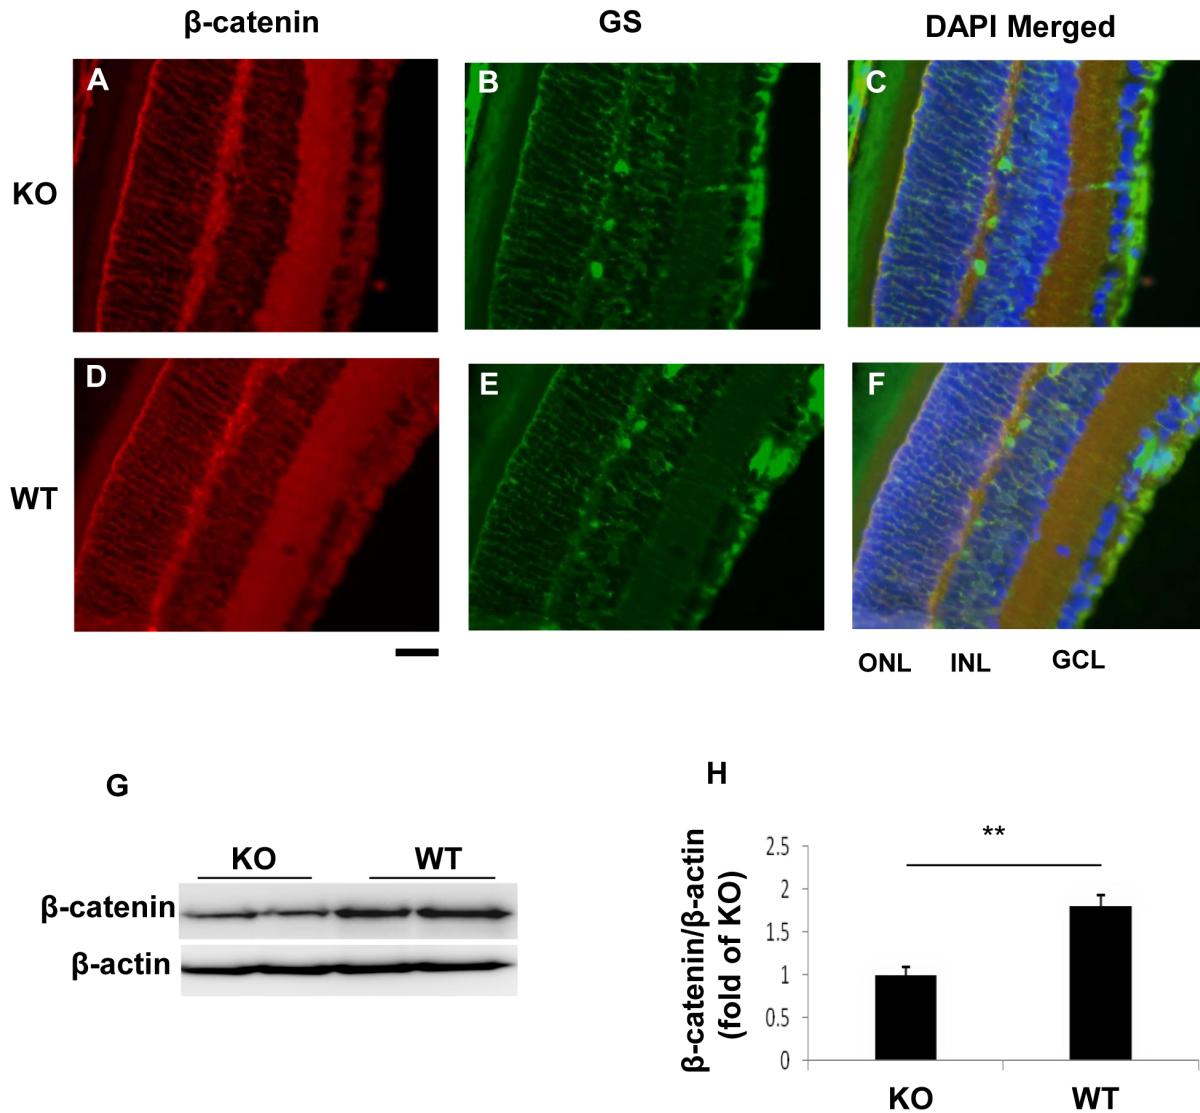 β-catenin GS DAPI Merged
A B C
KO
D E F
WT
ONL INL GCL
G
KO WT
β-catenin
β-actin
H
**
β-catenin/β-actin
(fold of KO)
2.5
2
1.5
1
0.5
0
KO WT